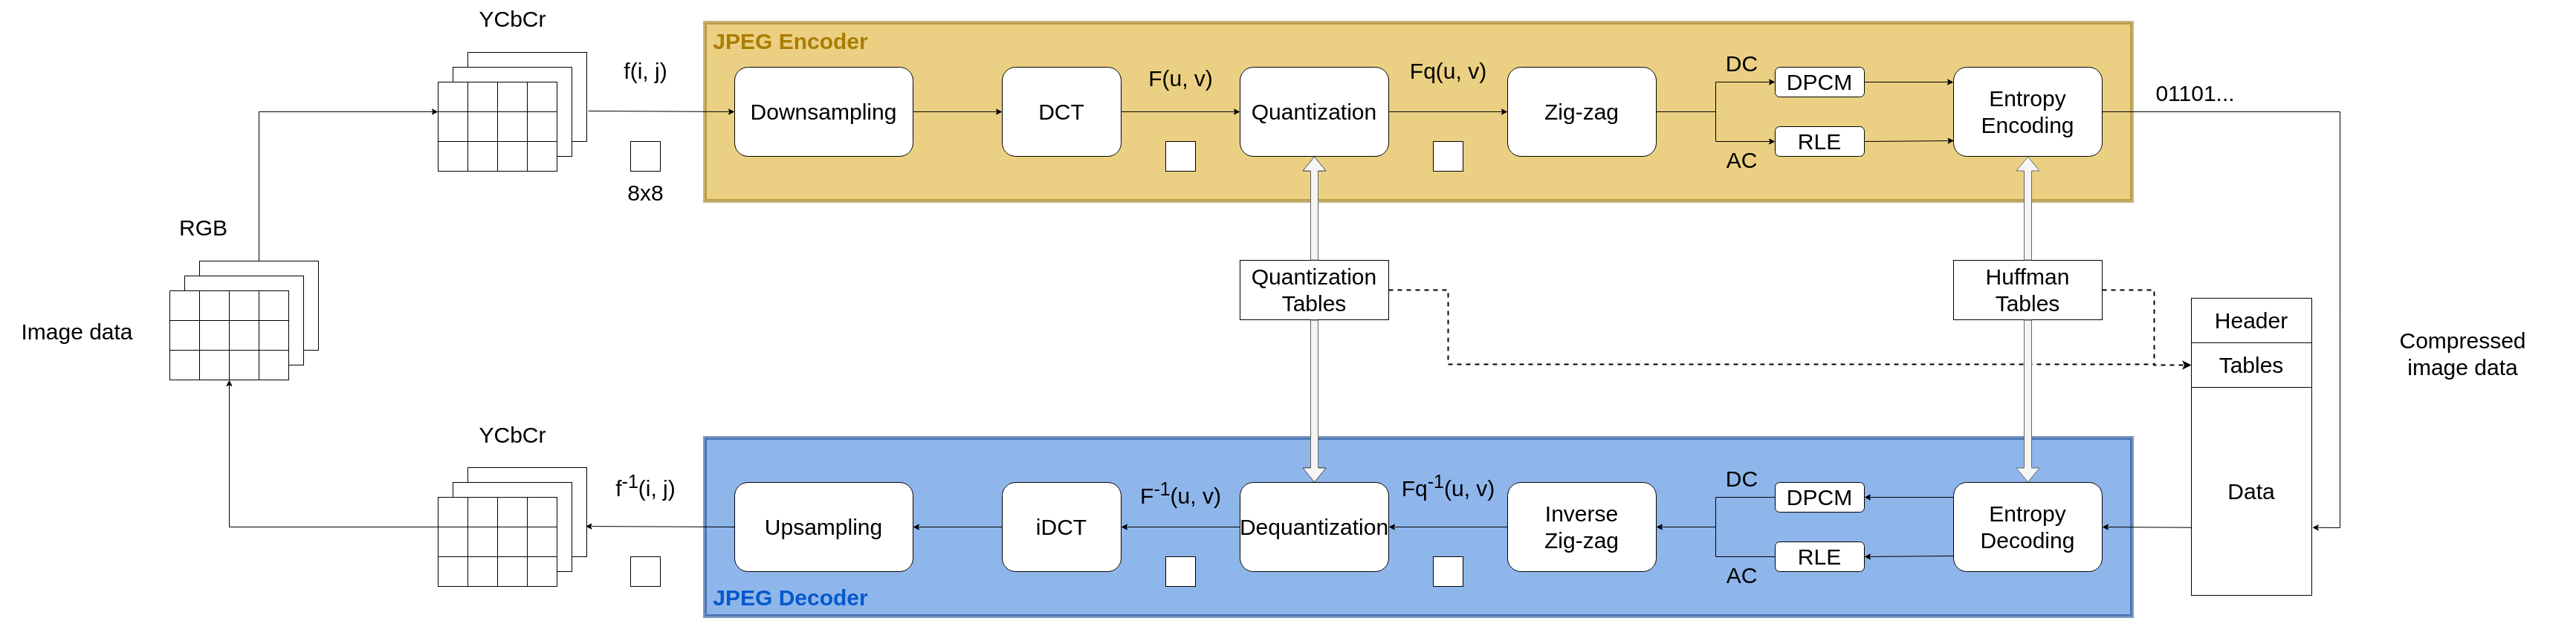 YCbCr
f(i, j)
8x8
JPEG Encoder
Downsampling
DCT
F(u, v)
Quantization
Fq(u, v)
Zig-zag
DC
DPCM
AC
RLE
Entropy
Encoding
01101...
RGB
Image data
Quantization
Tables
Huffman
Tables
Header
Tables
Data
Compressed
image data
YCbCr
f-1(i, j)
Upsampling
iDCT
F-1(u, v)
Dequantization
Fq-1(u, v)
Inverse
Zig-zag
DC
DPCM
AC
RLE
Entropy
Decoding
JPEG Decoder